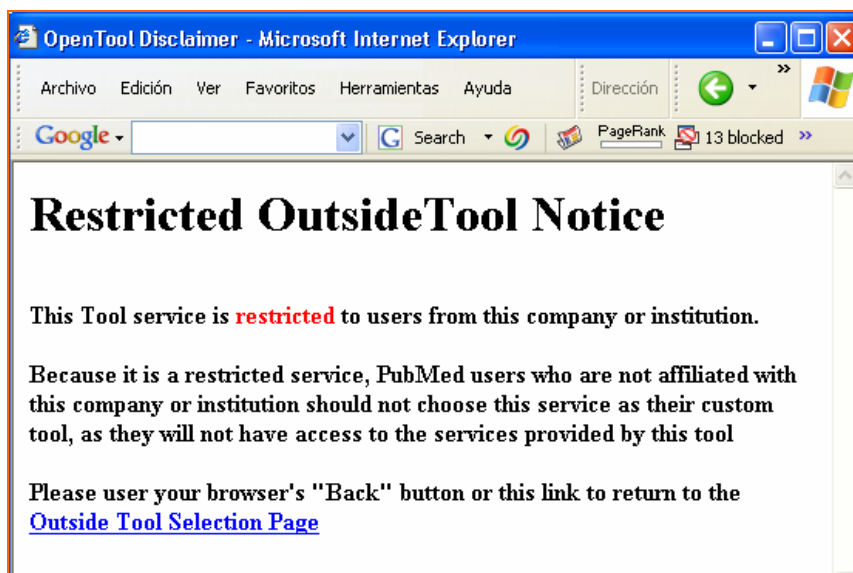 OpenTool Disclaimer - Microsoft Internet Explorer
Archivo Edición Ver Favoritos Herramientas Ayuda Dirección »
Google Search PageRank 13 blocked »
Restricted OutsideTool Notice
This Tool service is restricted to users from this company or institution.
Because it is a restricted service, PubMed users who are not affiliated with
this company or institution should not choose this service as their custom
tool, as they will not have access to the services provided by this tool
Please user your browser's "Back" button or this link to return to the
Outside Tool Selection Page